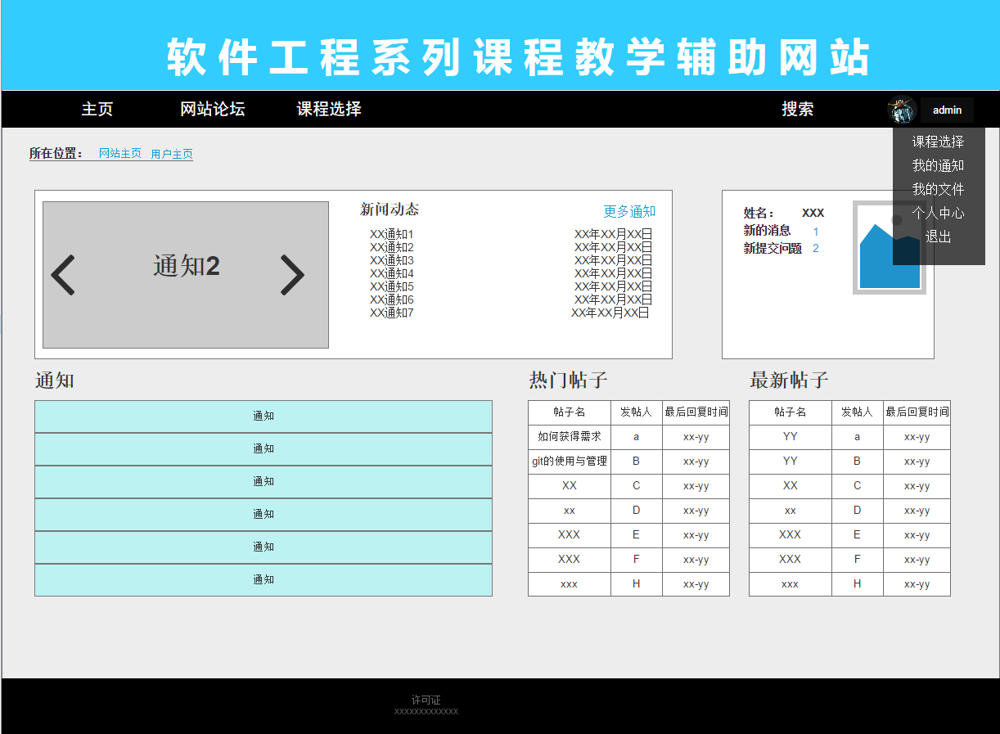 软件工程系列课程教学辅助网站
主页 网站论坛 课程选择 搜索 admin
课程选择
我的通知
我的文件
个人中心
退出
所在位置： 网站主页 用户主页
通知2
新闻动态 更多通知
XX通知1 XX年XX月XX日
XX通知2 XX年XX月XX日
XX通知3 XX年XX月XX日
XX通知4 XX年XX月XX日
XX通知5 XX年XX月XX日
XX通知6 XX年XX月XX日
XX通知7 XX年XX月XX日
姓名： XXX
新的消息 1
新提交问题 2
通知
通知
通知
通知
通知
通知
通知
热门帖子
帖子名 发帖人 最后回复时间
如何获得需求 a xx-yy
git的使用与管理 B xx-yy
XX C xx-yy
xx D xx-yy
XXX E xx-yy
XXX F xx-yy
xxx H xx-yy
最新帖子
帖子名 发帖人 最后回复时间
YY a xx-yy
YY B xx-yy
XX C xx-yy
xx D xx-yy
XXX E xx-yy
XXX F xx-yy
xxx H xx-yy
许可证
xxxxxxxxxxxxx